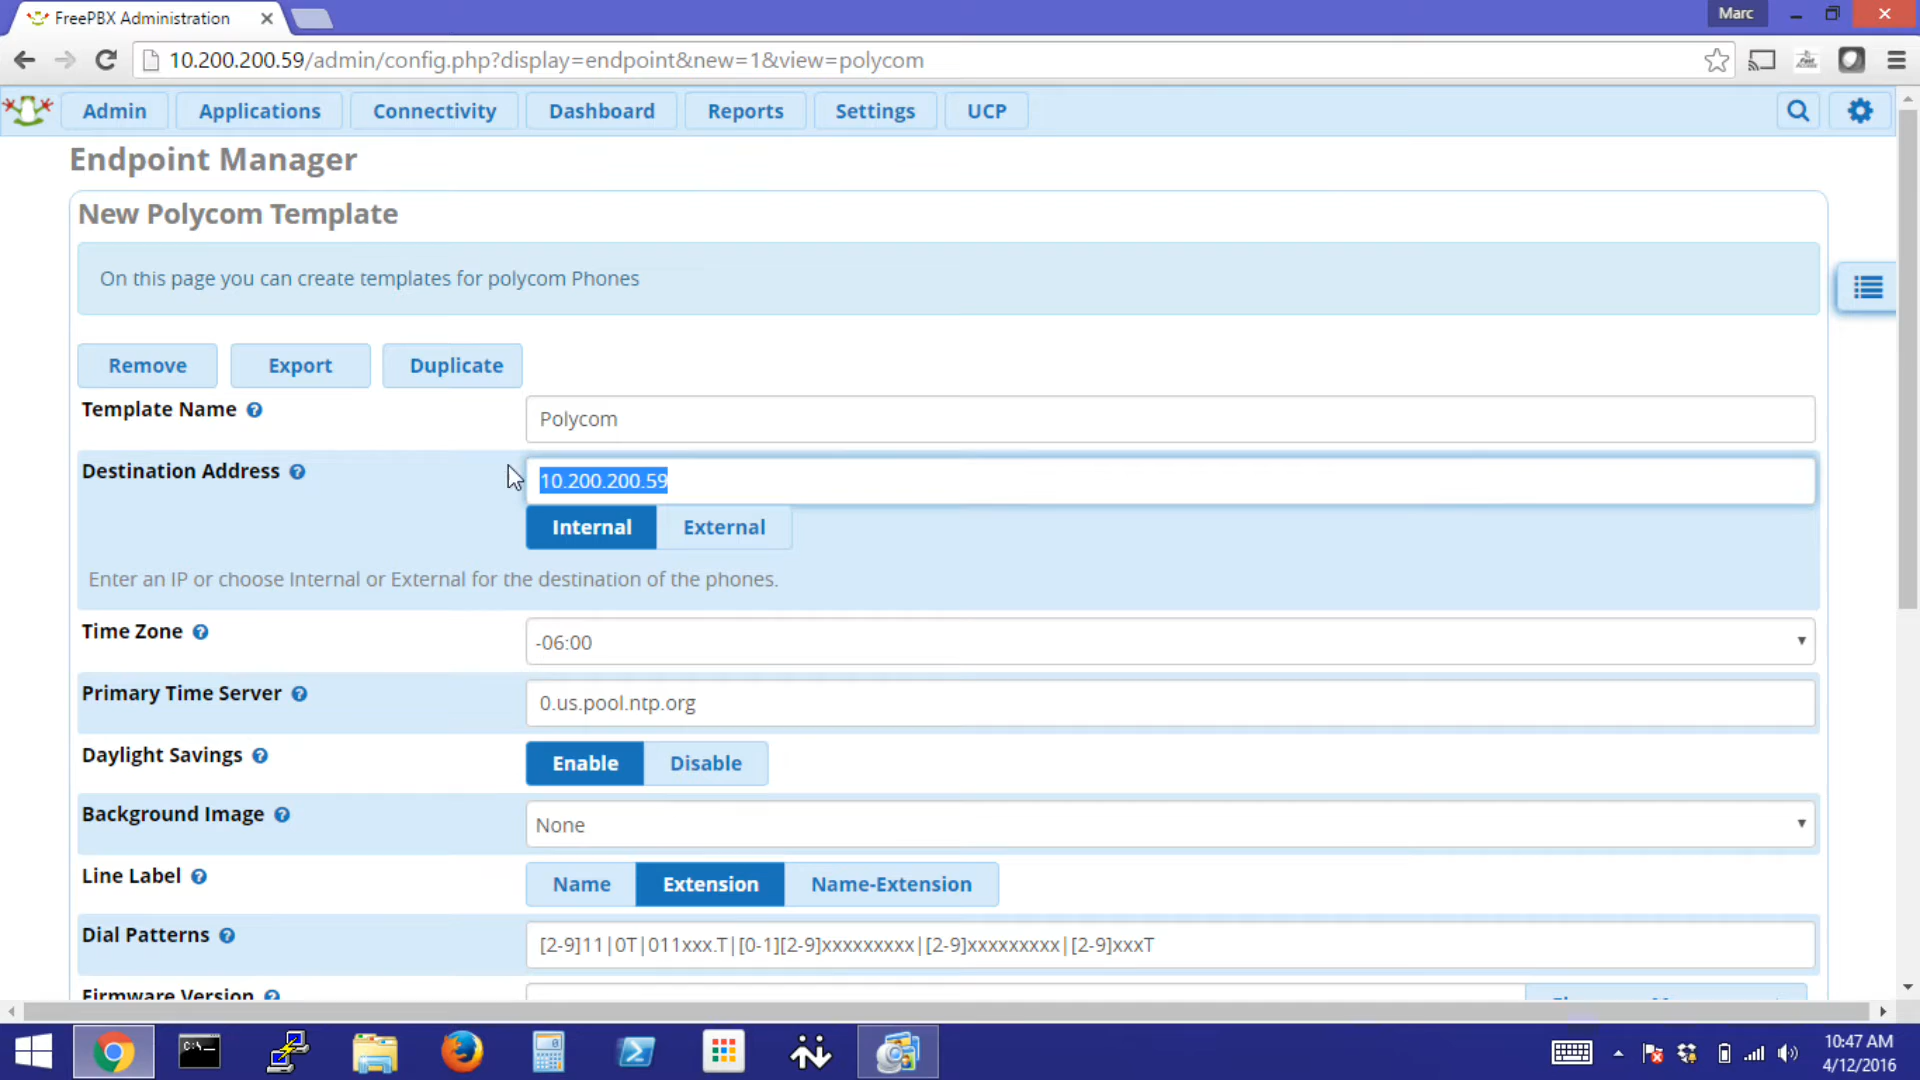 FreePBX Administration
Marc
10.200.200.59/admin/config.php?display=endpoint&new=1&view=polycom
Admin Applications Connectivity Dashboard Reports Settings UCP
Endpoint Manager
New Polycom Template
On this page you can create templates for polycom Phones
Remove Export Duplicate
Template Name Polycom
Destination Address 10.200.200.59
Internal External
Enter an IP or choose Internal or External for the destination of the phones.
Time Zone -06:00
Primary Time Server 0.us.pool.ntp.org
Daylight Savings Enable Disable
Background Image None
Line Label Name Extension Name-Extension
Dial Patterns [2-9]11|0T|011xxx.T|[0-1][2-9]xxxxxxxxx|[2-9]xxxxxxxxx|[2-9]xxxT
Firmware Version
10:47 AM
4/12/2016